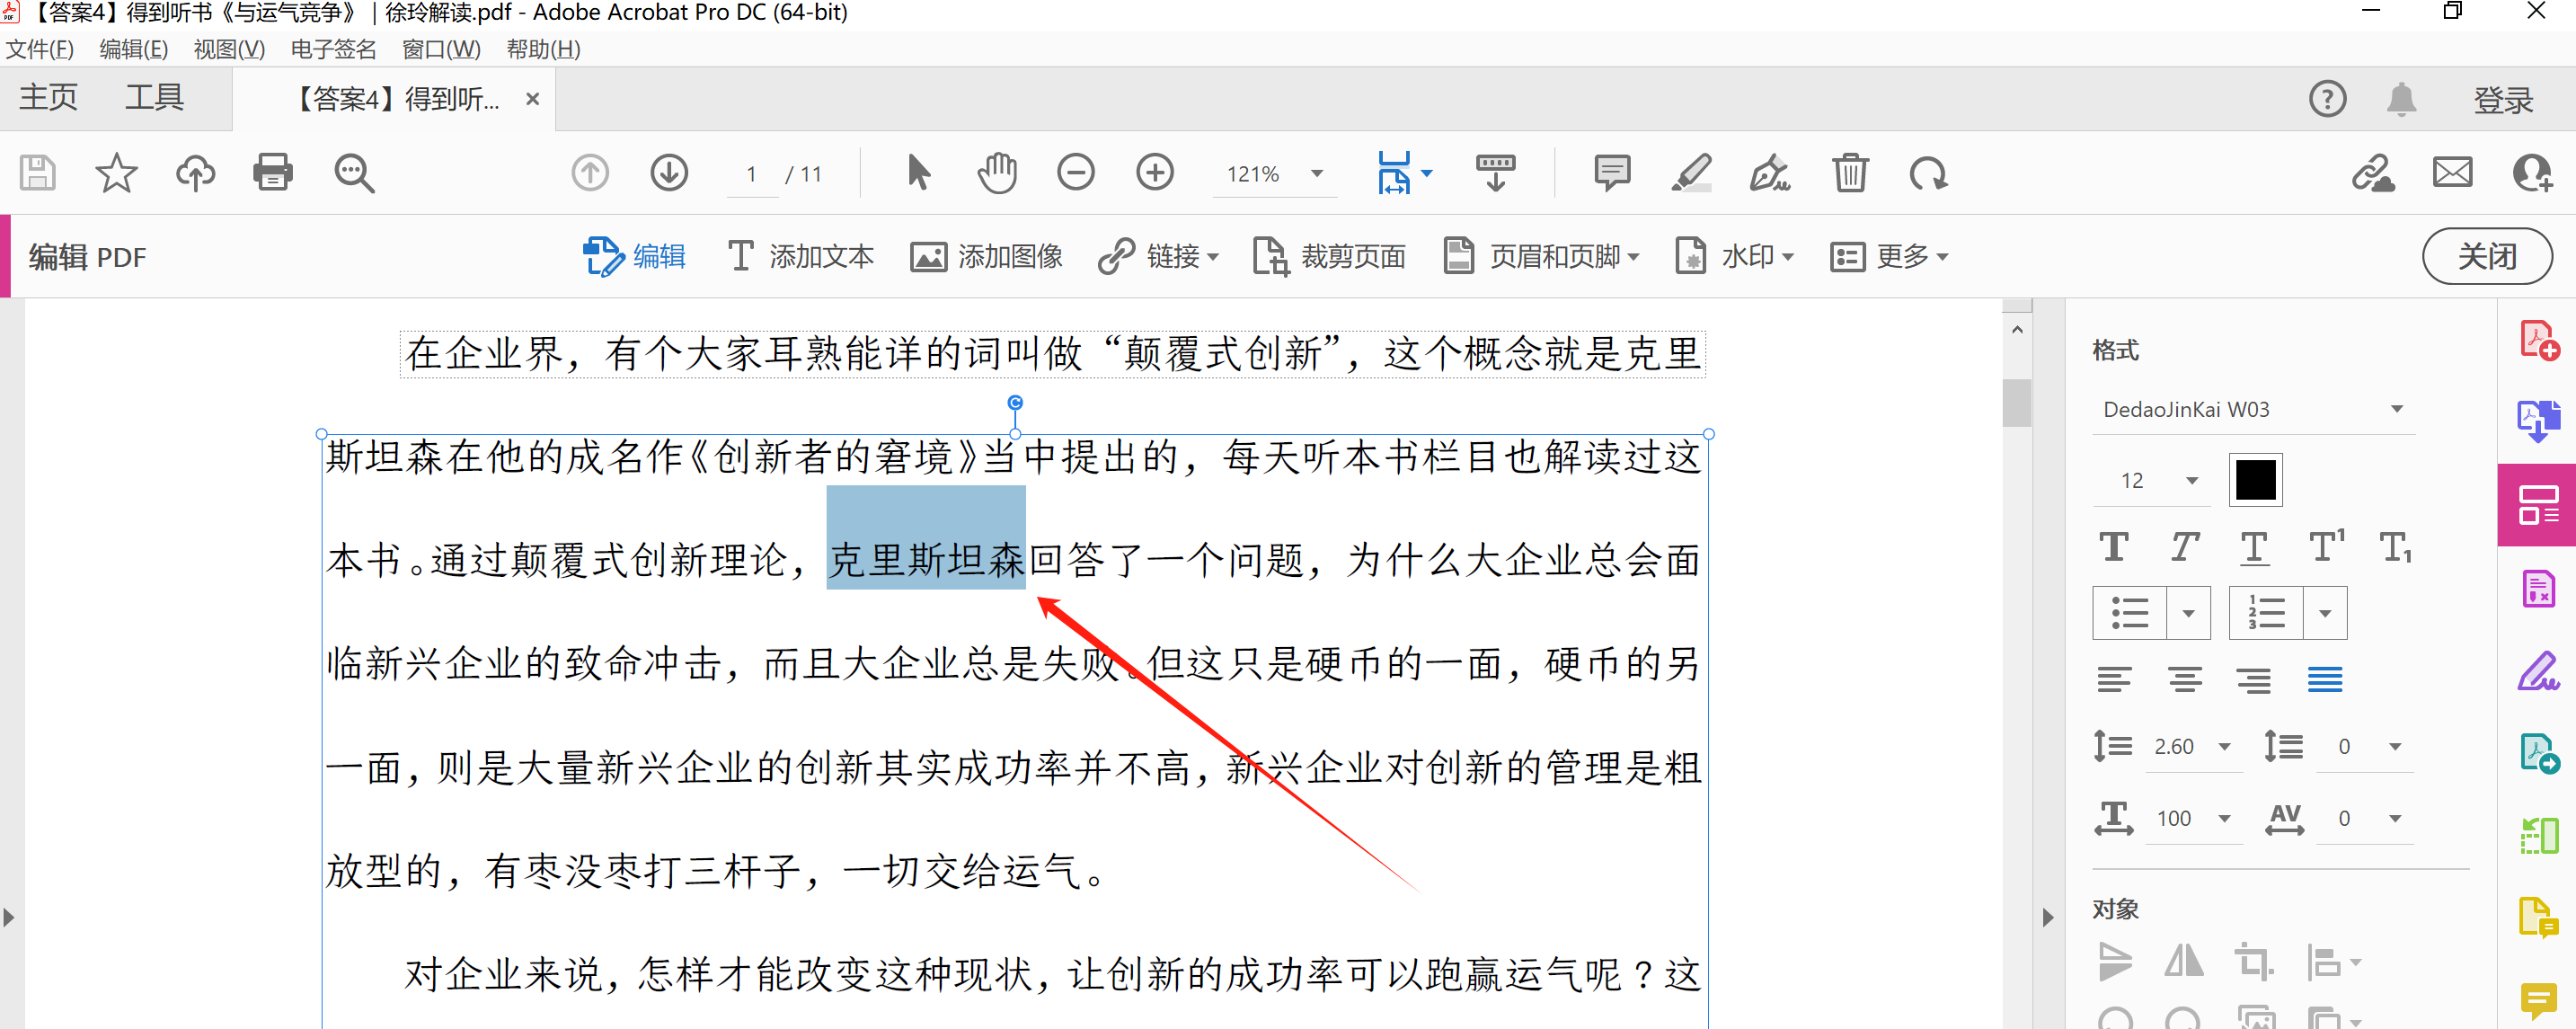 【答案4】得到听书《与运气竞争》 | 徐玲解读.pdf - Adobe Acrobat Pro DC (64-bit)
文件(F) 编辑(E) 视图(V) 电子签名 窗口(W) 帮助(H)
主页 工具 【答案4】得到听... × 登录
1 / 11 121%
编辑 PDF 编辑 添加文本 添加图像 链接 裁剪页面 页眉和页脚 水印 更多 关闭
在企业界，有个大家耳熟能详的词叫做“颠覆式创新”，这个概念就是克里
斯坦森在他的成名作《创新者的窘境》当中提出的，每天听本书栏目也解读过这
本书。通过颠覆式创新理论，克里斯坦森回答了一个问题，为什么大企业总会面
临新兴企业的致命冲击，而且大企业总是失败。但这只是硬币的一面，硬币的另
一面，则是大量新兴企业的创新其实成功率并不高，新兴企业对创新的管理是粗
放型的，有枣没枣打三杆子，一切交给运气。
对企业来说，怎样才能改变这种现状，让创新的成功率可以跑赢运气呢？这
格式
DedaoJinKai W03
12
2.60 0
100 0
对象